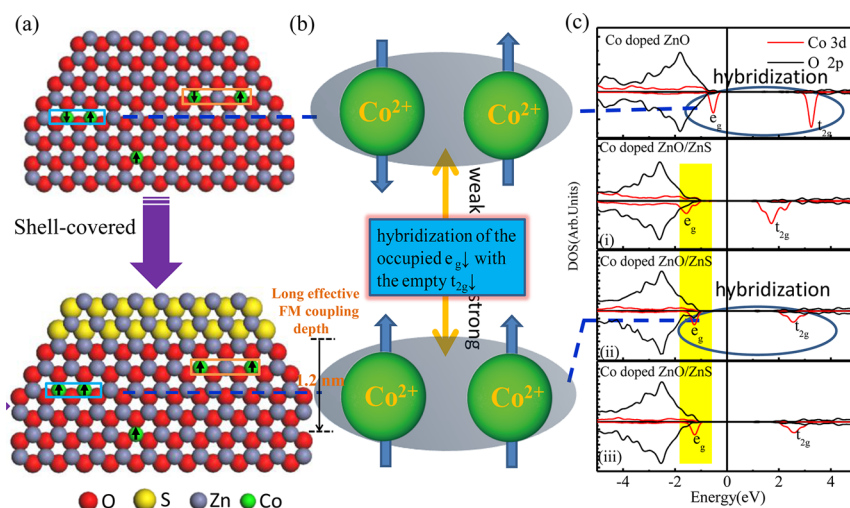 (a)
Shell-covered
Long effective
FM coupling
depth
1.2 nm
O
S
Zn
Co
(b)
Co2+
Co2+
weak
hybridization of the
occupied eg↓ with
the empty t2g↓
strong
Co2+
Co2+
(c)
Co doped ZnO
Co 3d
O 2p
hybridization
eg
t2g
Co doped ZnO/ZnS
(i)
eg
t2g
Co doped ZnO/ZnS
hybridization
(ii)
eg
t2g
Co doped ZnO/ZnS
(iii)
eg
t2g
DOS(Arb.Units)
-4 -2 0 2 4
Energy(eV)